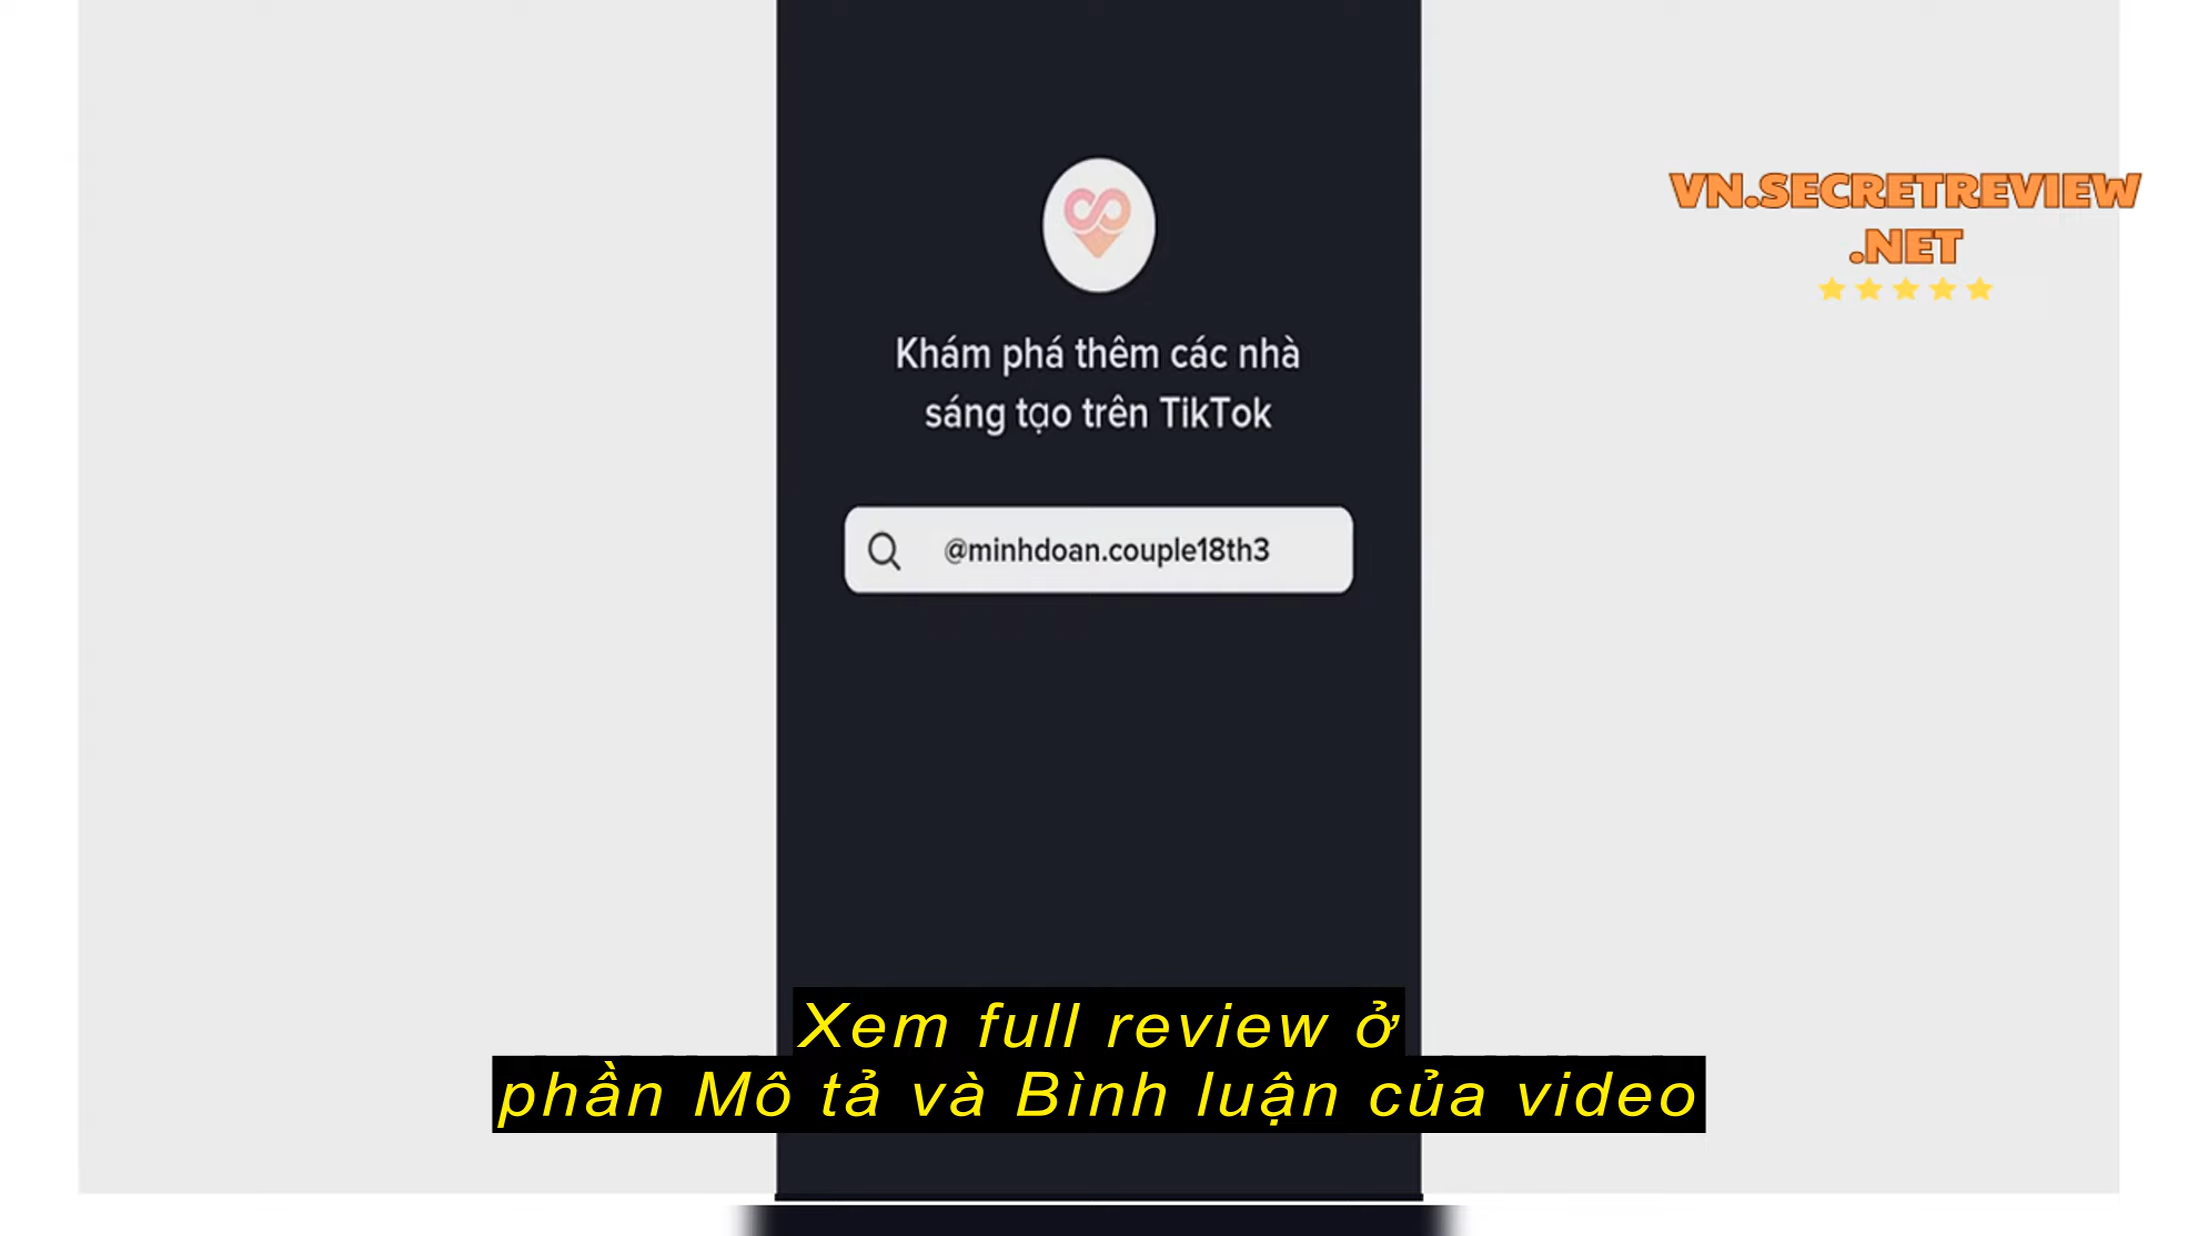 VN.SECRETREVIEW
.NET
Khám phá thêm các nhà
sáng tạo trên TikTok
@minhdoan.couple18th3
Xem full review ở
phần Mô tả và Bình luận của video